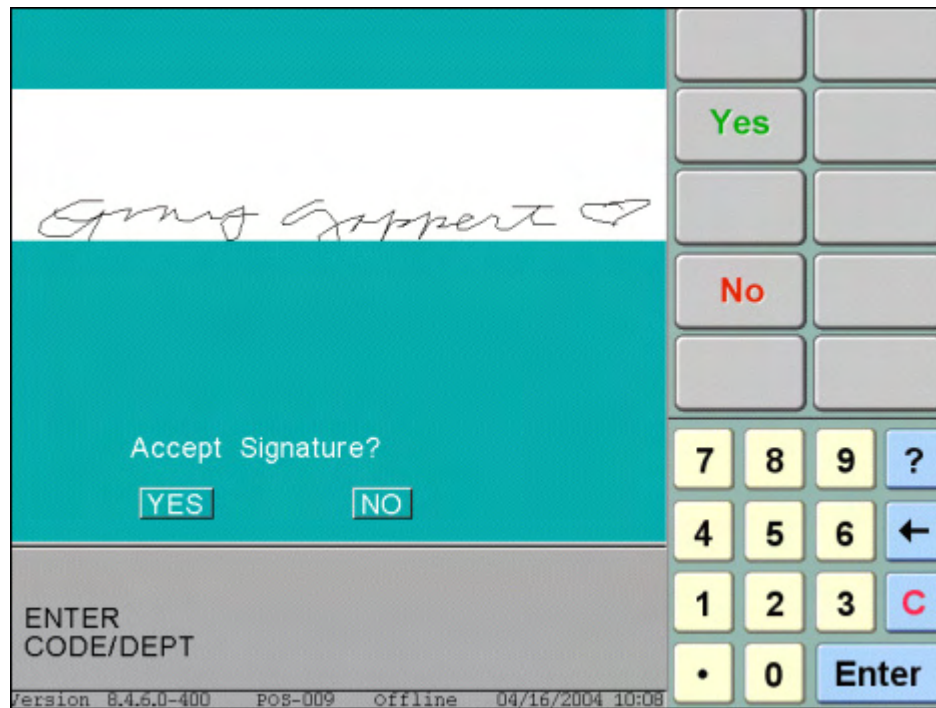 Yes
Goppert ♡
No
Accept Signature?
YES NO
7 8 9 ?
4 5 6 ←
ENTER
CODE/DEPT
1 2 3 C
. 0 Enter
Version 8.4.6.0-400 POS-009 Offline 04/16/2004 10:08